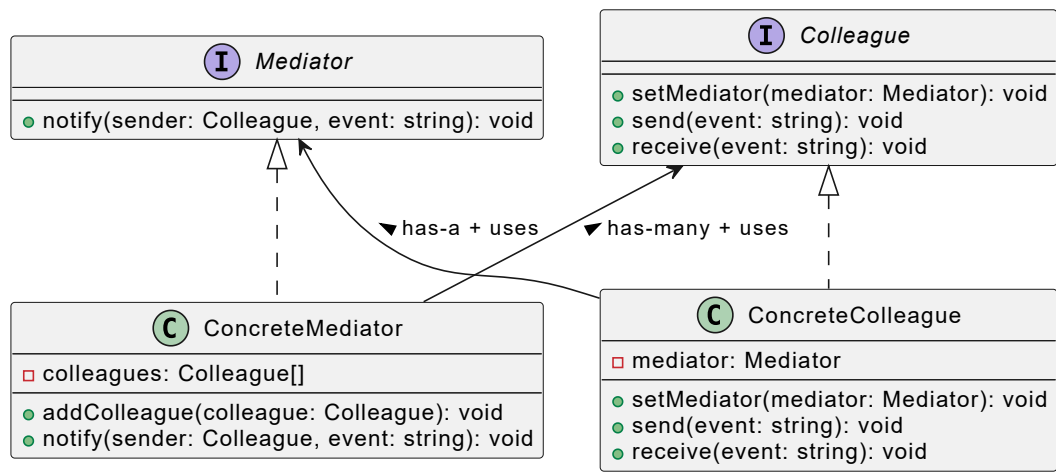 I Mediator
notify(sender: Colleague, event: string): void
I Colleague
setMediator(mediator: Mediator): void
send(event: string): void
receive(event: string): void
has-a + uses
has-many + uses
C ConcreteMediator
colleagues: Colleague[]
addColleague(colleague: Colleague): void
notify(sender: Colleague, event: string): void
C ConcreteColleague
mediator: Mediator
setMediator(mediator: Mediator): void
send(event: string): void
receive(event: string): void